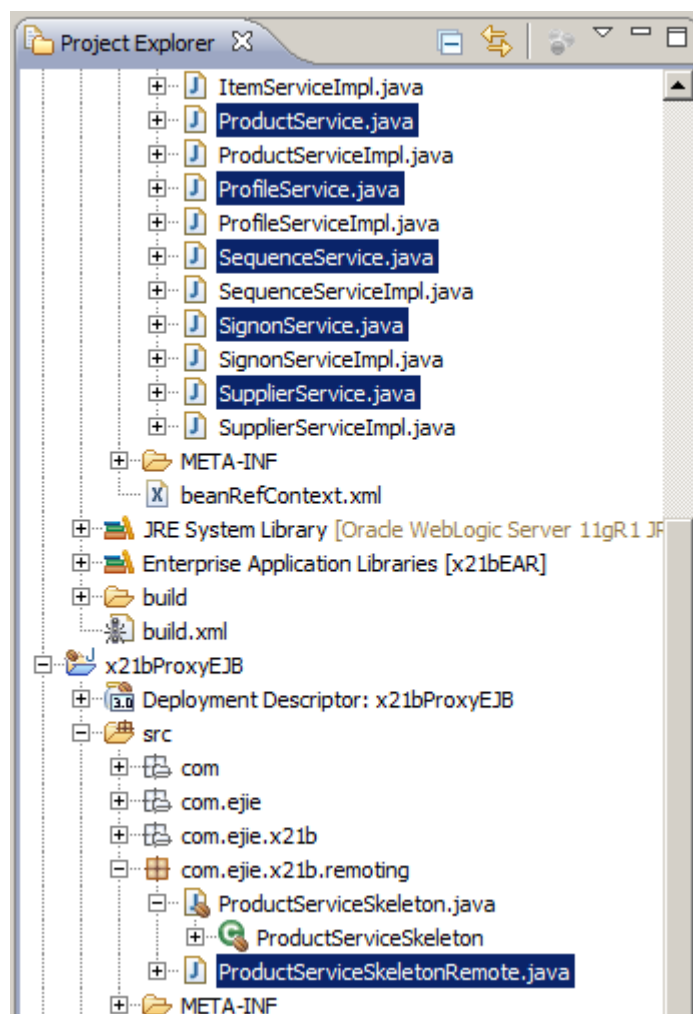 Project Explorer
ItemServiceImpl.java
ProductService.java
ProductServiceImpl.java
ProfileService.java
ProfileServiceImpl.java
SequenceService.java
SequenceServiceImpl.java
SignonService.java
SignonServiceImpl.java
SupplierService.java
SupplierServiceImpl.java
META-INF
beanRefContext.xml
JRE System Library [Oracle WebLogic Server 11gR1 JR
Enterprise Application Libraries [x21bEAR]
build
build.xml
x21bProxyEJB
Deployment Descriptor: x21bProxyEJB
src
com
com.ejie
com.ejie.x21b
com.ejie.x21b.remoting
ProductServiceSkeleton.java
ProductServiceSkeleton
ProductServiceSkeletonRemote.java
META-INF